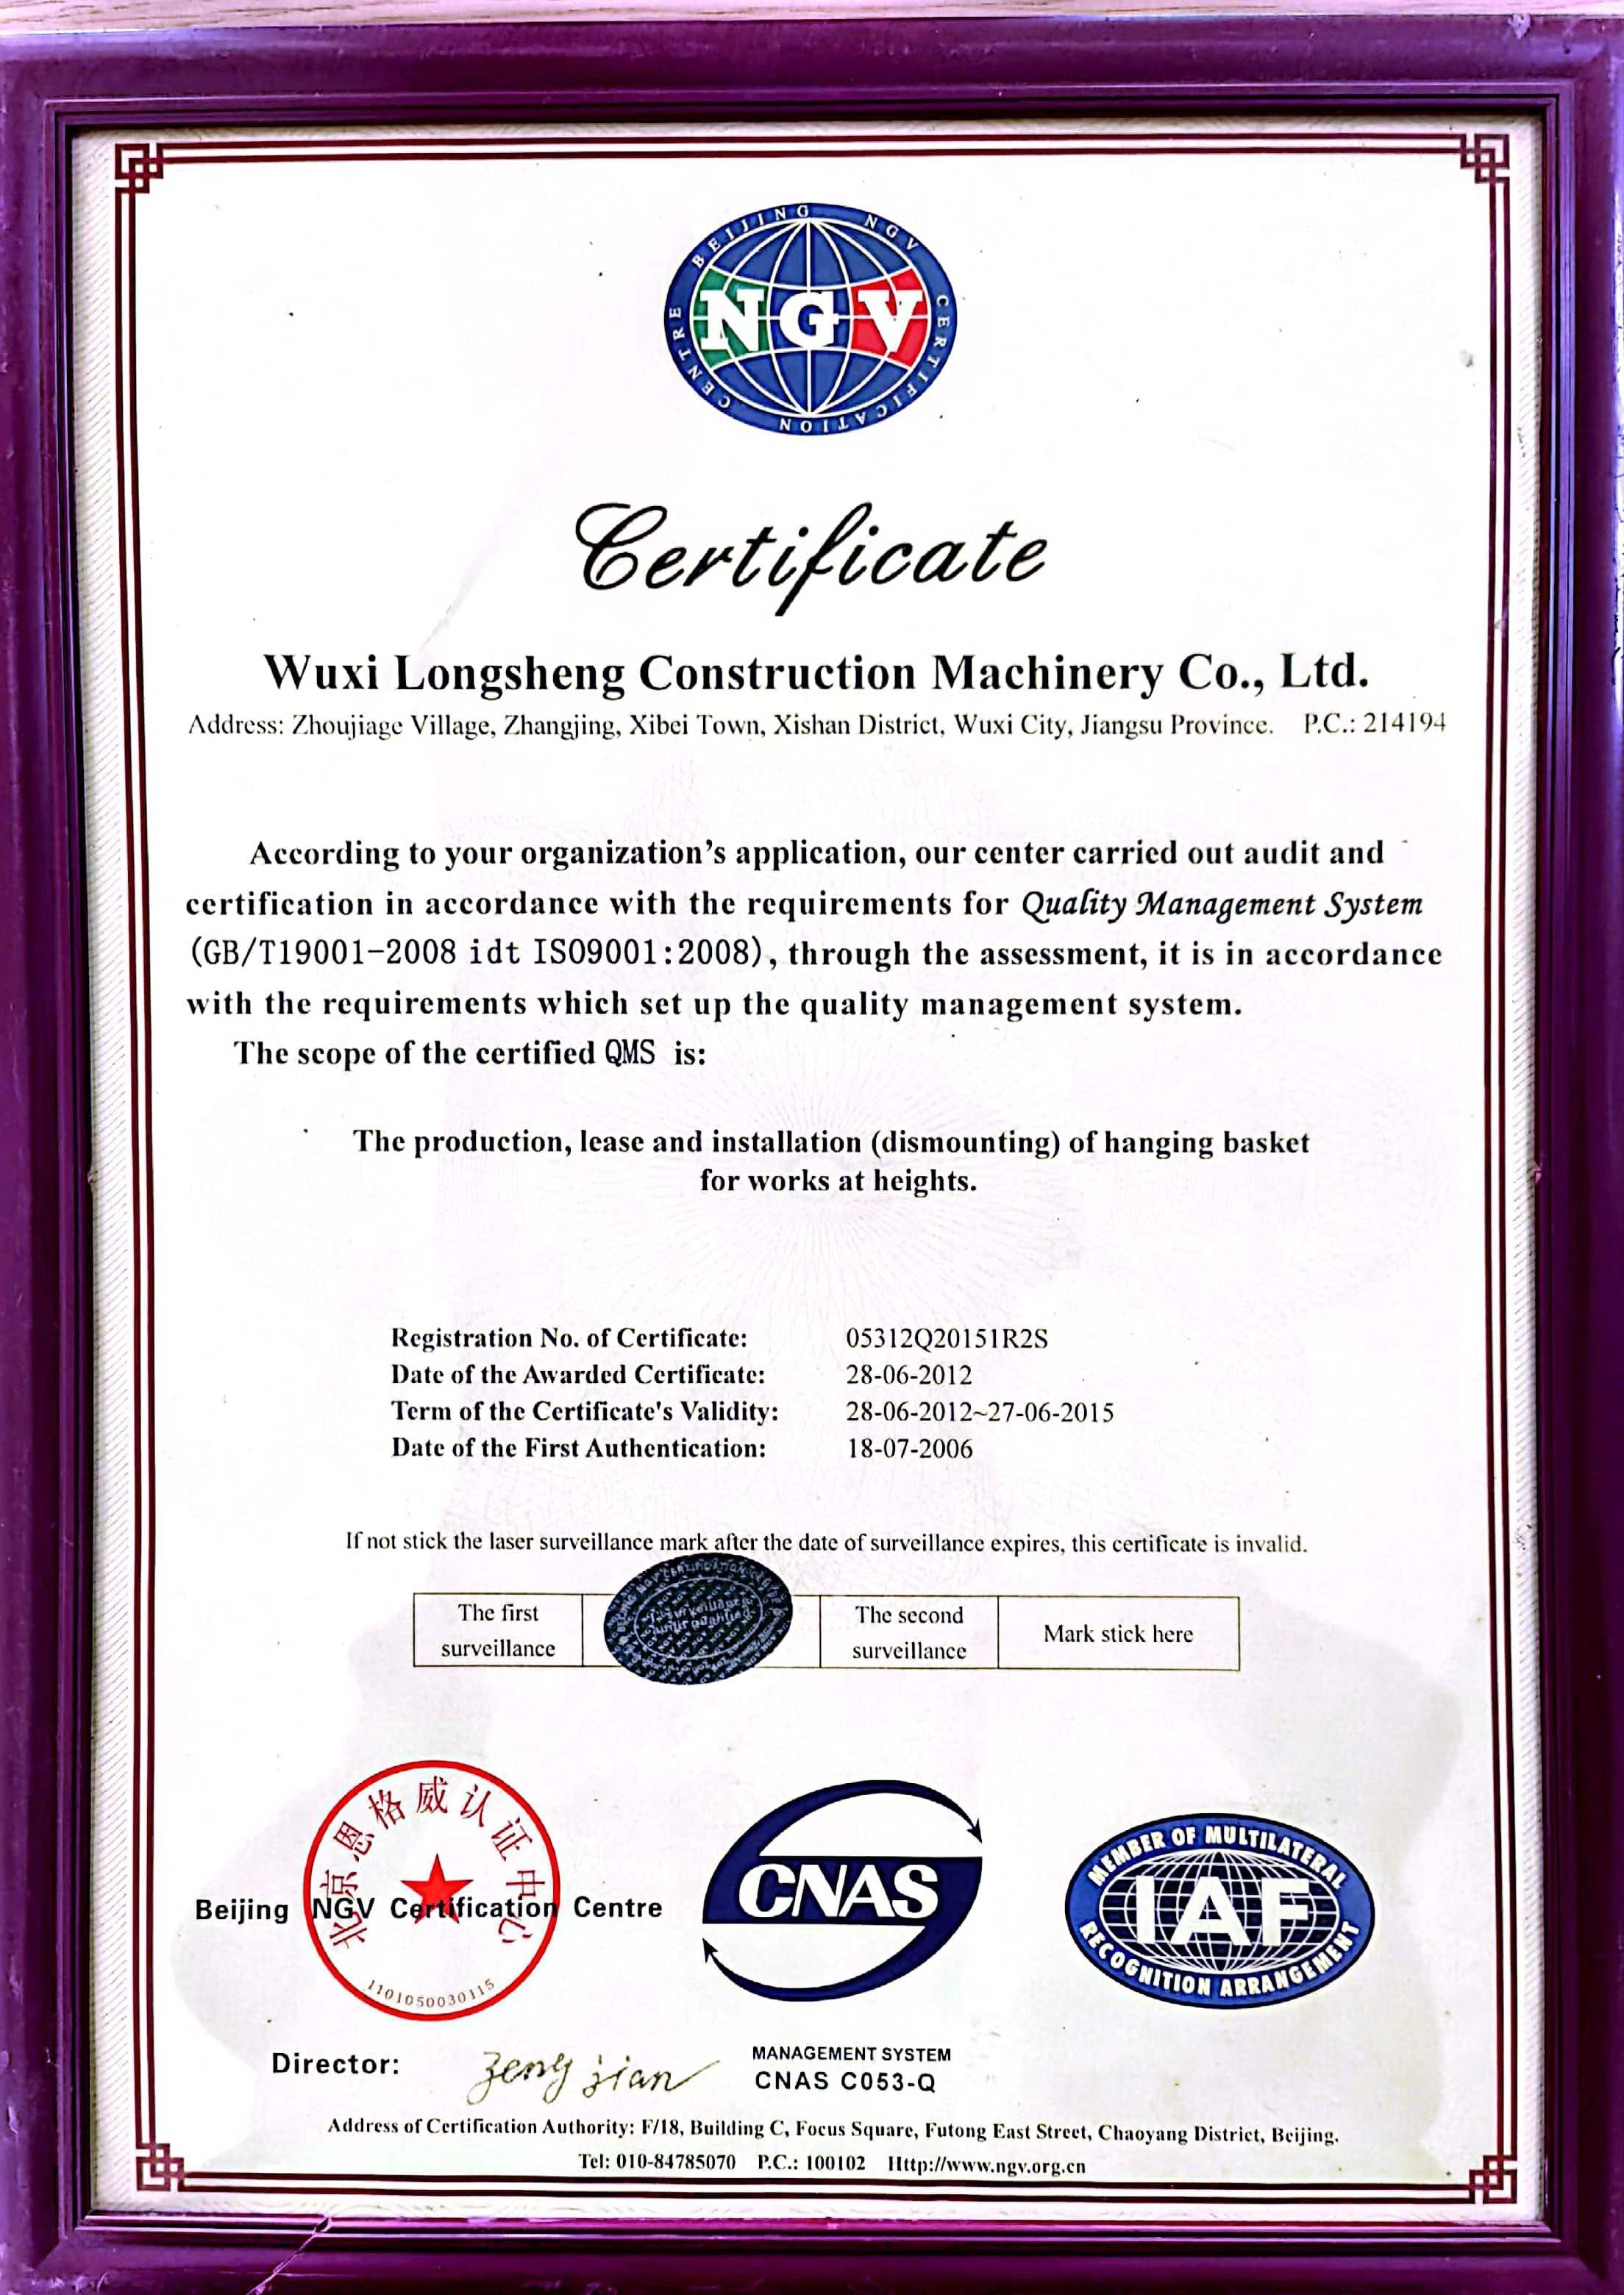 BEIJING NGV CERTIFICATION CENTRE
NGV
Certificate
Wuxi Longsheng Construction Machinery Co., Ltd.
Address: Zhoujiage Village, Zhangjing, Xibei Town, Xishan District, Wuxi City, Jiangsu Province. P.C.: 214194
According to your organization's application, our center carried out audit and
certification in accordance with the requirements for Quality Management System
(GB/T19001-2008 idt ISO9001:2008), through the assessment, it is in accordance
with the requirements which set up the quality management system.
The scope of the certified QMS is:
The production, lease and installation (dismounting) of hanging basket
for works at heights.
Registration No. of Certificate: 05312Q20151R2S
Date of the Awarded Certificate: 28-06-2012
Term of the Certificate's Validity: 28-06-2012~27-06-2015
Date of the First Authentication: 18-07-2006
If not stick the laser surveillance mark after the date of surveillance expires, this certificate is invalid.
The first
surveillance
The second
surveillance
Mark stick here
北京恩格威认证中心
1101050030115
Beijing NGV Certification Centre
CNAS
MEMBER OF MULTILATERAL
IAF
RECOGNITION ARRANGEMENT
Director: Zeng jian
MANAGEMENT SYSTEM
CNAS C053-Q
Address of Certification Authority: F/18, Building C, Focus Square, Futong East Street, Chaoyang District, Beijing.
Tel: 010-84785070 P.C.: 100102 Http://www.ngv.org.cn